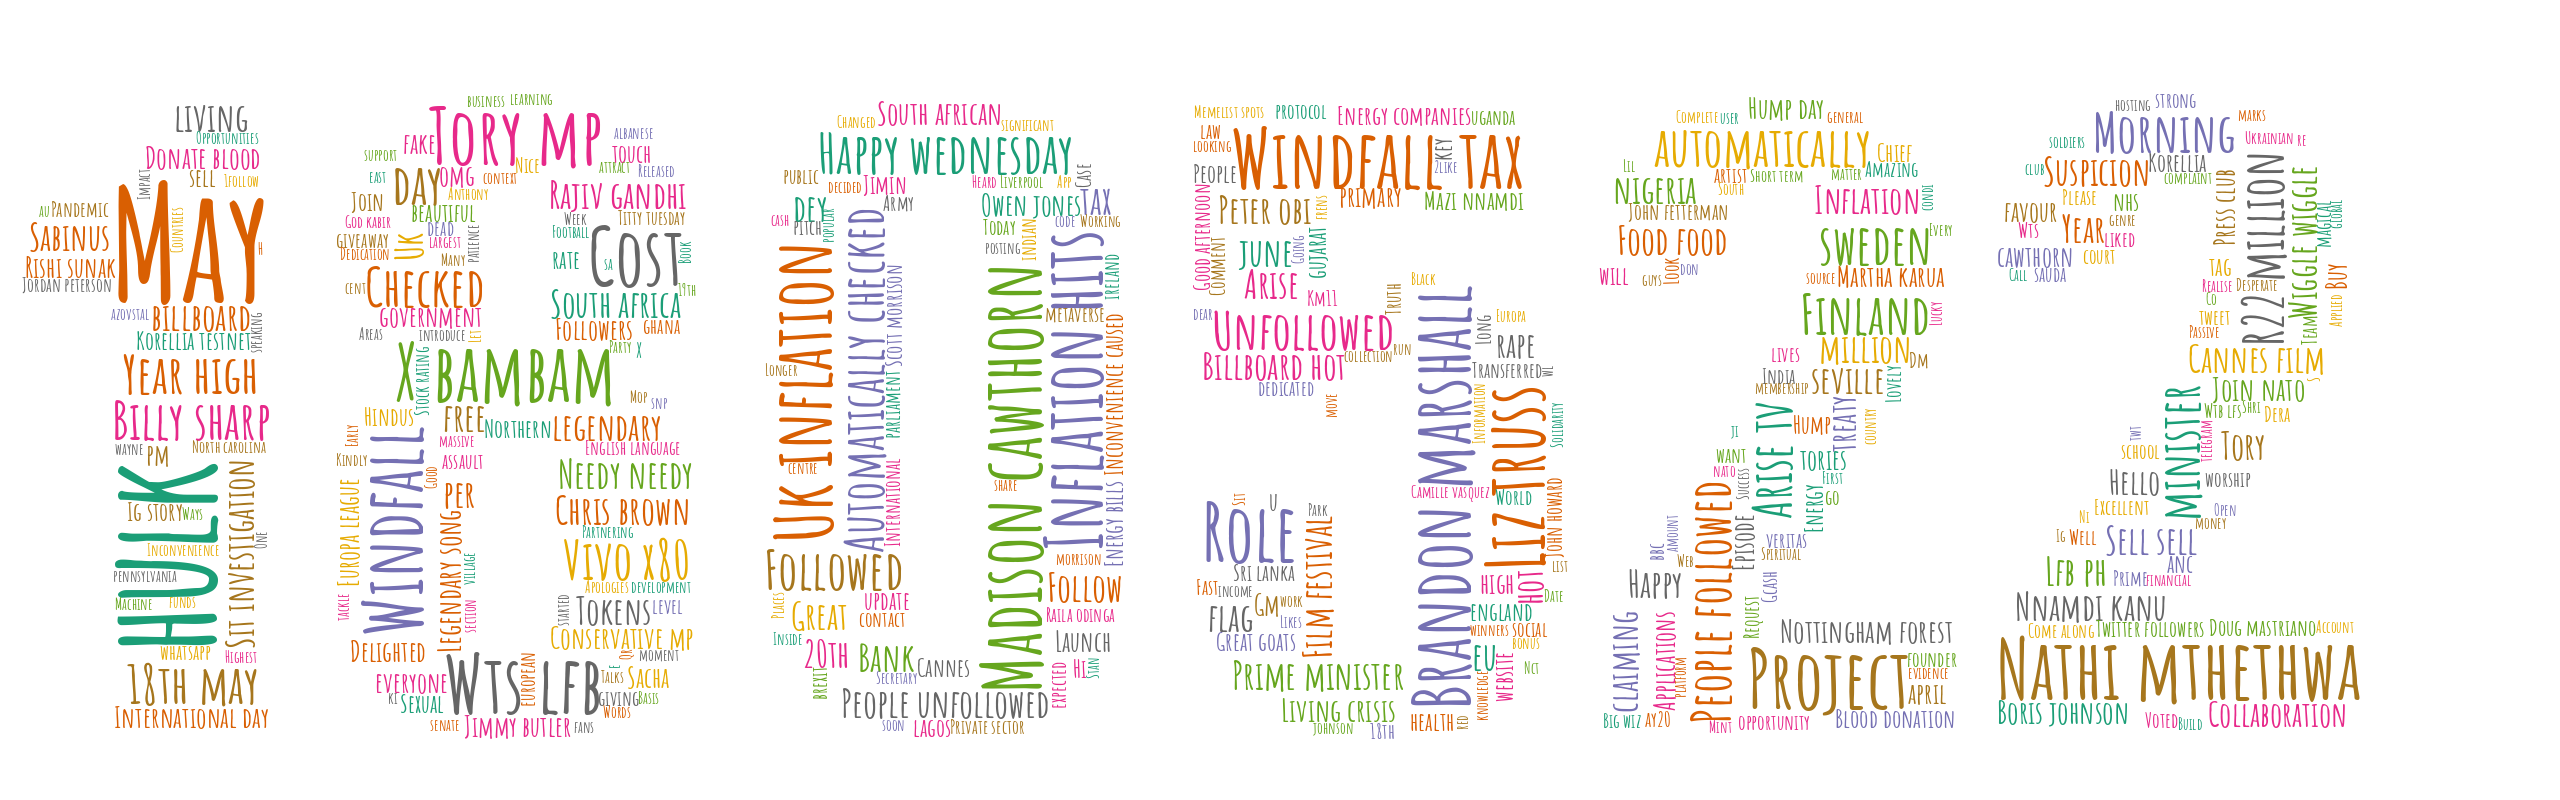 living
Opportunities
Donate blood
sell
1follow
Impact
May
Countries
H
au
Pandemic
Sabinus
Rishi sunak
Jordan peterson
azovstal
Billboard
Speaking
Korellia testnet
Year high
Billy sharp
wayne
North carolina
PM
Hulk
Sit investigation
One
Ig story
Ways
Inconvenience
pennsylvania
Machine
Funds
Whatsapp
Highest
18th may
International day
business
learning
Tory MP
albanese
fake
touch
support
Nice
attract
Released
OMG
context
east
Day
Anthony
Rajiv Gandhi
Join
beautiful
Week
Titty tuesday
God kabir
dead
Football
giveaway
UK
largest
patience
Cost
Book
Dedication
Many
rate
sa
cent
Checked
South africa
19th
government
Followers
ghana
Areas
introduce
Let
Party
X
X bambam
stock rating
Mop
snp
Hindus
free
Northern
legendary
Early
massive
English language
Kindly
windfall
Good
assault
Needy needy
Europa league
per
Chris brown
Legendary song
Partnering
Vivo x80
village
Apologies
development
tackle
section
started
Tokens
level
Conservative mp
Delighted
or
moment
everyone
Wts lfb
European
Talks
Sacha
KI
Sexual
giving
Basis
Words
senate
Jimmy butler
fans
Changed
South african
significant
Happy wednesday
Case
public
decided
Jimin
Heard
Liverpool
App
dey
Army
Owen jones
tax
cash
pitch
popular
Today
Indian
code
working
posting
UK inflation
automatically checked
Scott morrison
Madison cawthorn
Inflation hits
Ireland
metaverse
Longer
parliament
Inconvenience caused
centre
share
International
Energy bills
Followed
morrison
Follow
Places
Great
update
contact
Raila odinga
Inside
20th
Bank
Cannes
Launch
Brexit
Secretary
expected
Hi
Sian
People unfollowed
soon
Lagos
Private sector
Memelist spots
protocol
Energy companies
uganda
law
looking
Windfall tax
Key
2like
People
primary
Mazi nnamdi
Good afternoon
Peter obi
frens
June
Going
Gujarat
Comment
Arise
Km11
Black
Truth
dear
Unfollowed
Long
Europa
Billboard hot
collection
run
rape
dedicated
Transferred
WL
move
Brandon marshall
Information
Liz truss
Solidarity
Camille vasquez
world
Sit
U
Park
Role
Film festival
John howard
Sri lanka
list
East
income
high
hot
Date
flag
GM
work
Likes
England
Great goats
winners
social
bonus
EU
website
Nct
Prime minister
knowledge
Living crisis
Johnson
18th
health
red
Complete
user
Hump day
general
automatically
Chief
Lil
artist
Short term
matter
Amazing
nigeria
South
Inflation
condi
John fetterman
Food food
sweden
Every
will
guys
look
don
source
Martha karua
Finland
lucky
lives
million
Dm
India
membership
seville
lovely
Arise TV
Hump
treaty
country
ji
want
nato
Tories
First
success
People followed
Energy
go
Episode
amount
BBC
Web
veritas
Spiritual
Happy
Gcash
claiming
Applications
platform
Request
Nottingham forest
Project
founder
evidence
april
Big wiz
ay20
Mint
opportunity
Blood donation
hosting
strong
marks
Morning
soldiers
Ukrainian
re
club
suspicion
Korellia
complaint
Please
nhs
favour
Year
genre
Wts
liked
Press club
r22 million
Wiggle wiggle
magical
global
cawthorn
court
Call
sauda
tag
Realise
Desperate
Buy
Co
tweet
Passive
Team
applied
Cannes film
S
Join nato
minister
Wtb lfs
Shri
Dera
twt
telegram
Tory
school
Hello
worship
Excellent
Open
Ni
money
Ig
Well
Sell sell
anc
Lfb ph
Prime
financial
Nnamdi kanu
Come along
Twitter followers
Doug mastriano
Account
Nathi mthethwa
Boris johnson
Voted
Build
Collaboration